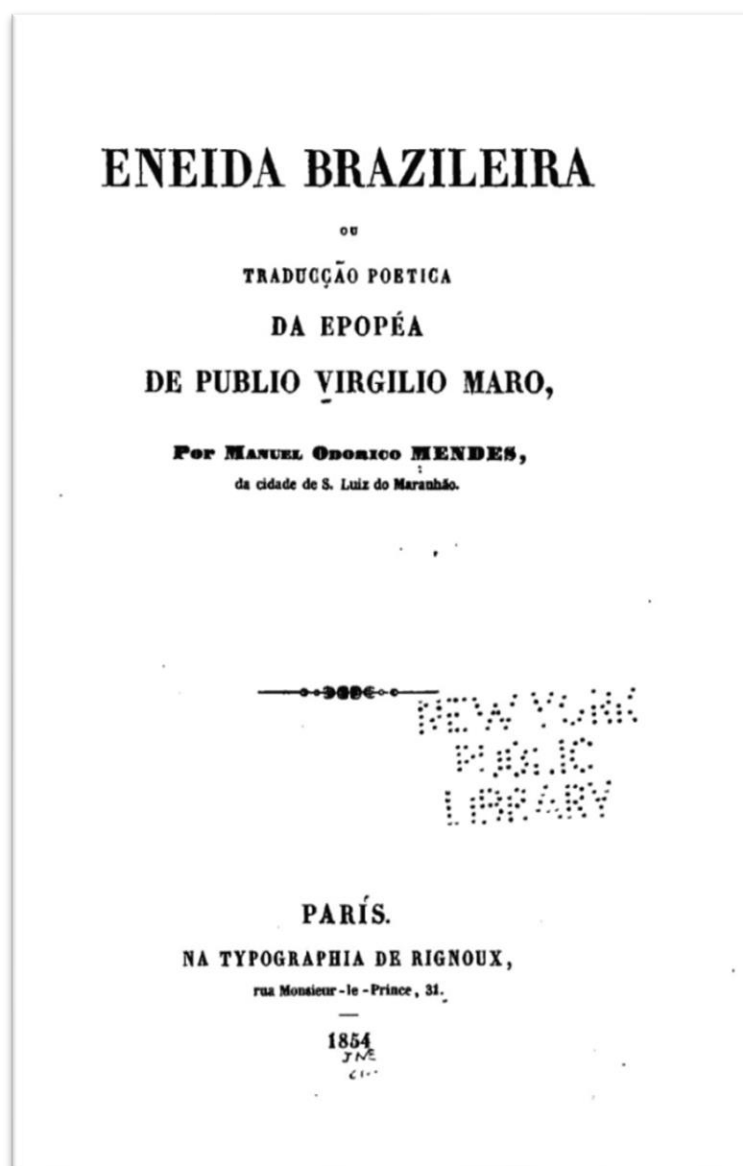 ENEIDA BRAZILEIRA
OU
TRADUCÇÃO POETICA
DA EPOPÉA
DE PUBLIO VIRGILIO MARO,
Por MANUEL ODORICO MENDES,
da cidade de S. Luiz do Maranhão.
NEW YORK
PUBLIC
LIBRARY
PARÍS.
NA TYPOGRAPHIA DE RIGNOUX,
rua Monsieur-le-Prince, 31.
1854